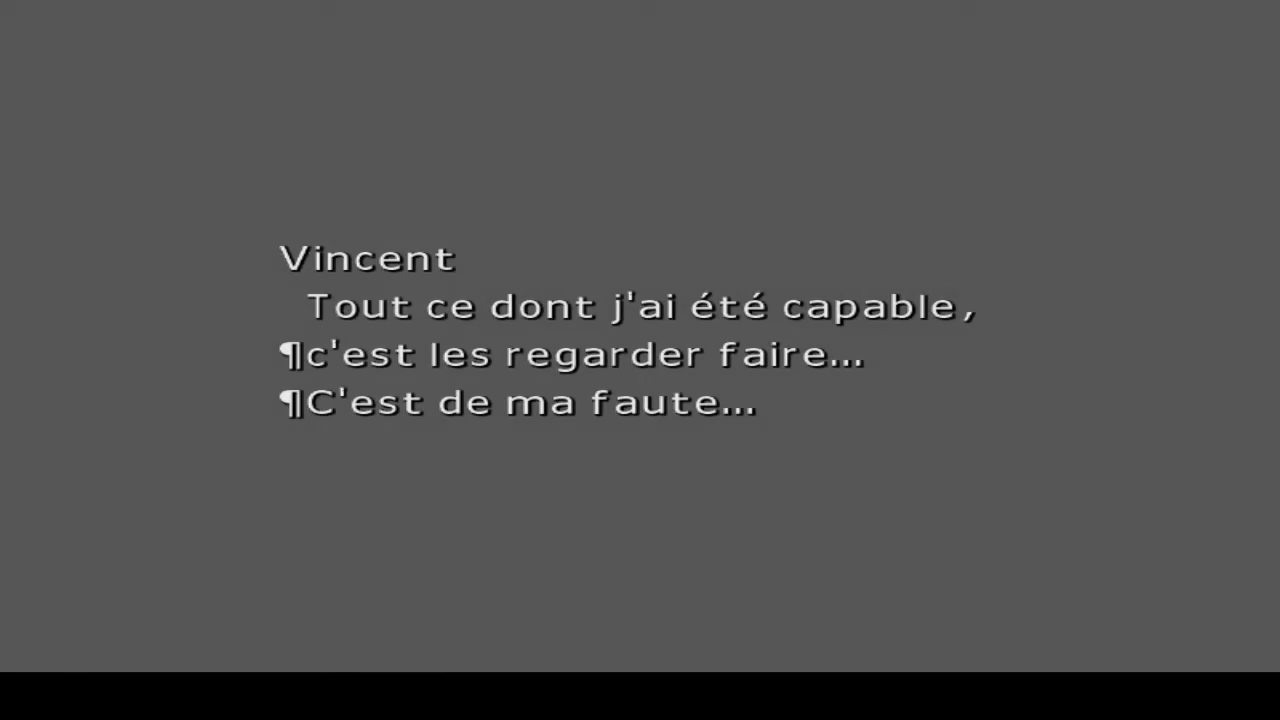 Vincent
Tout ce dont j'ai été capable,
¶c'est les regarder faire…
¶C'est de ma faute…